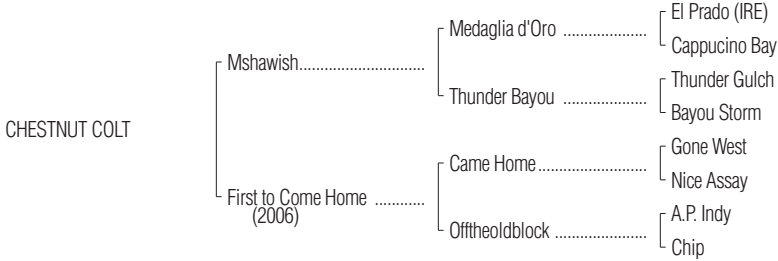 El Prado (IRE)
Medaglia d'Oro ....................
Cappucino Bay
Mshawish.............................
Thunder Gulch
Thunder Bayou ....................
Bayou Storm
CHESTNUT COLT
Gone West
Came Home..........................
Nice Assay
First to Come Home ............
(2006)
A.P. Indy
Offtheoldblock ......................
Chip